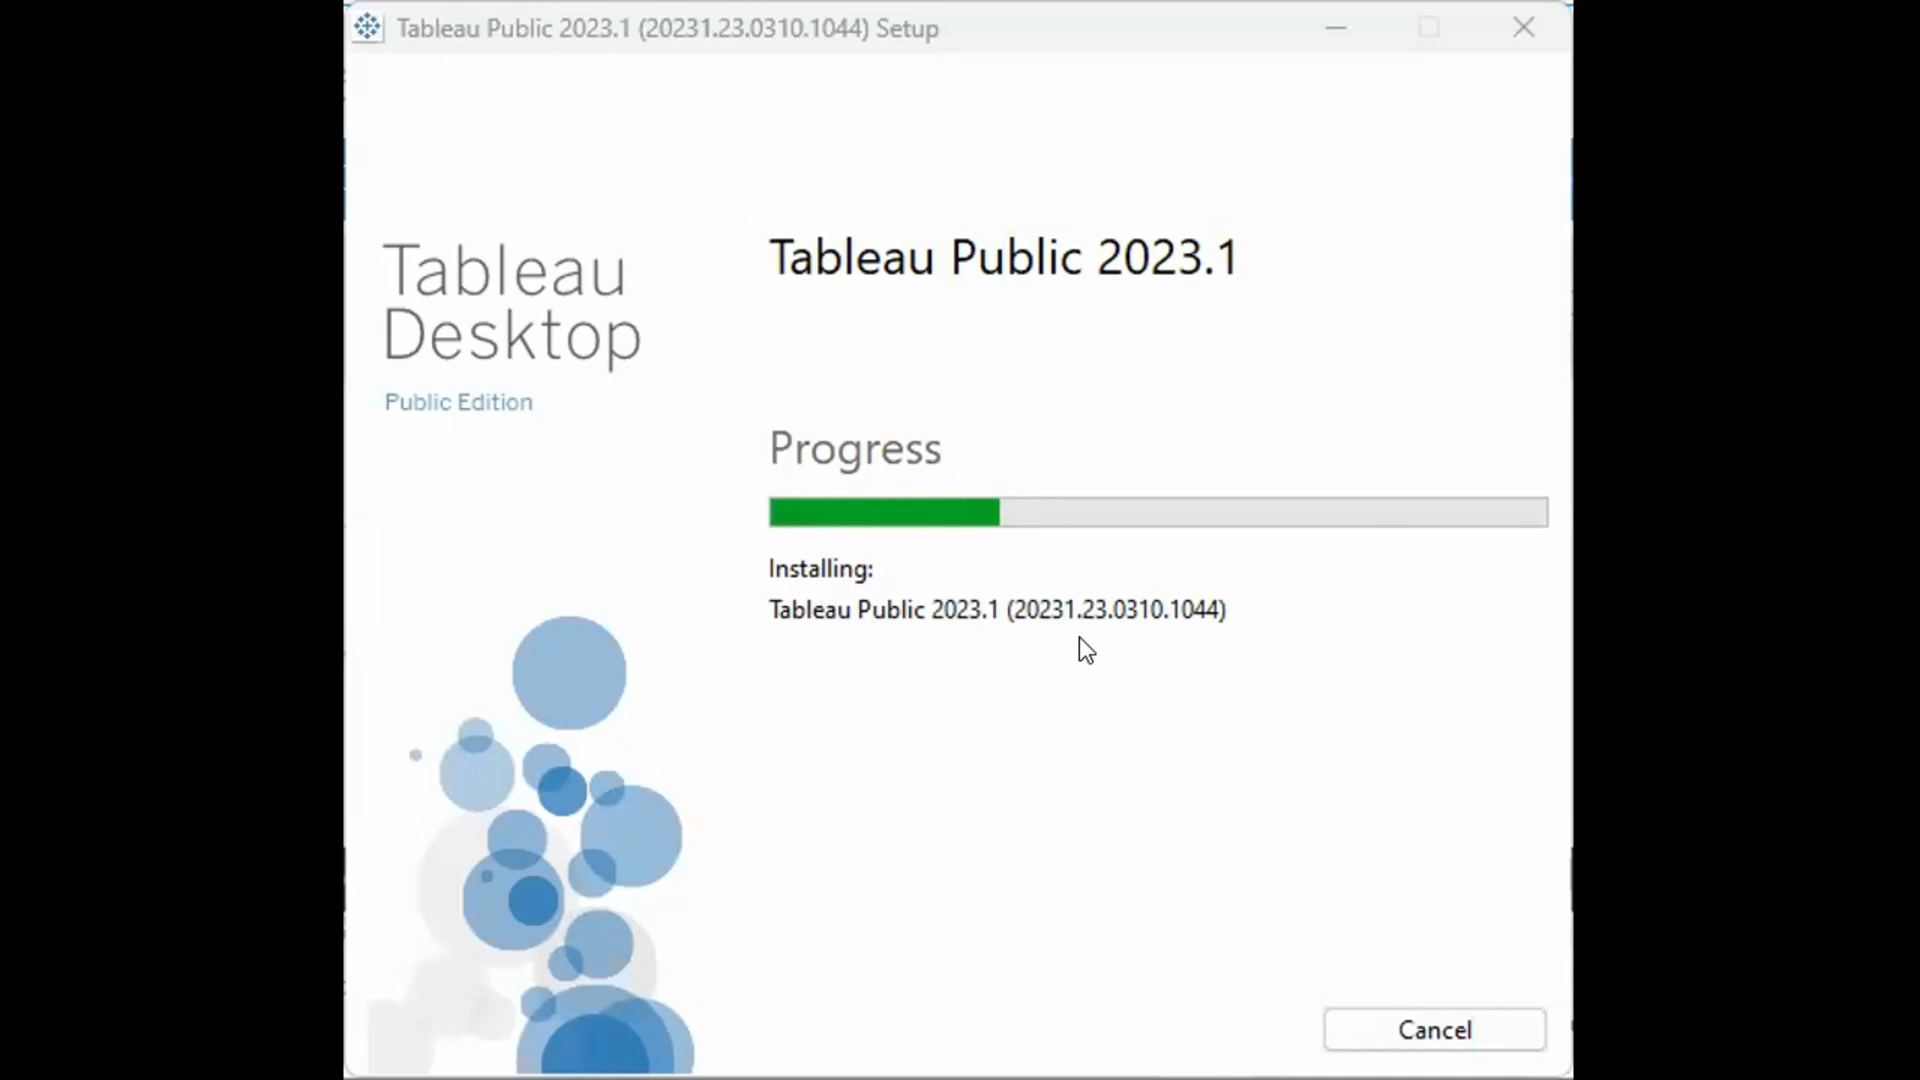 Tableau Public 2023.1 (20231.23.0310.1044) Setup
Tableau
Desktop
Public Edition
Tableau Public 2023.1
Progress
Installing:
Tableau Public 2023.1 (20231.23.0310.1044)
Cancel